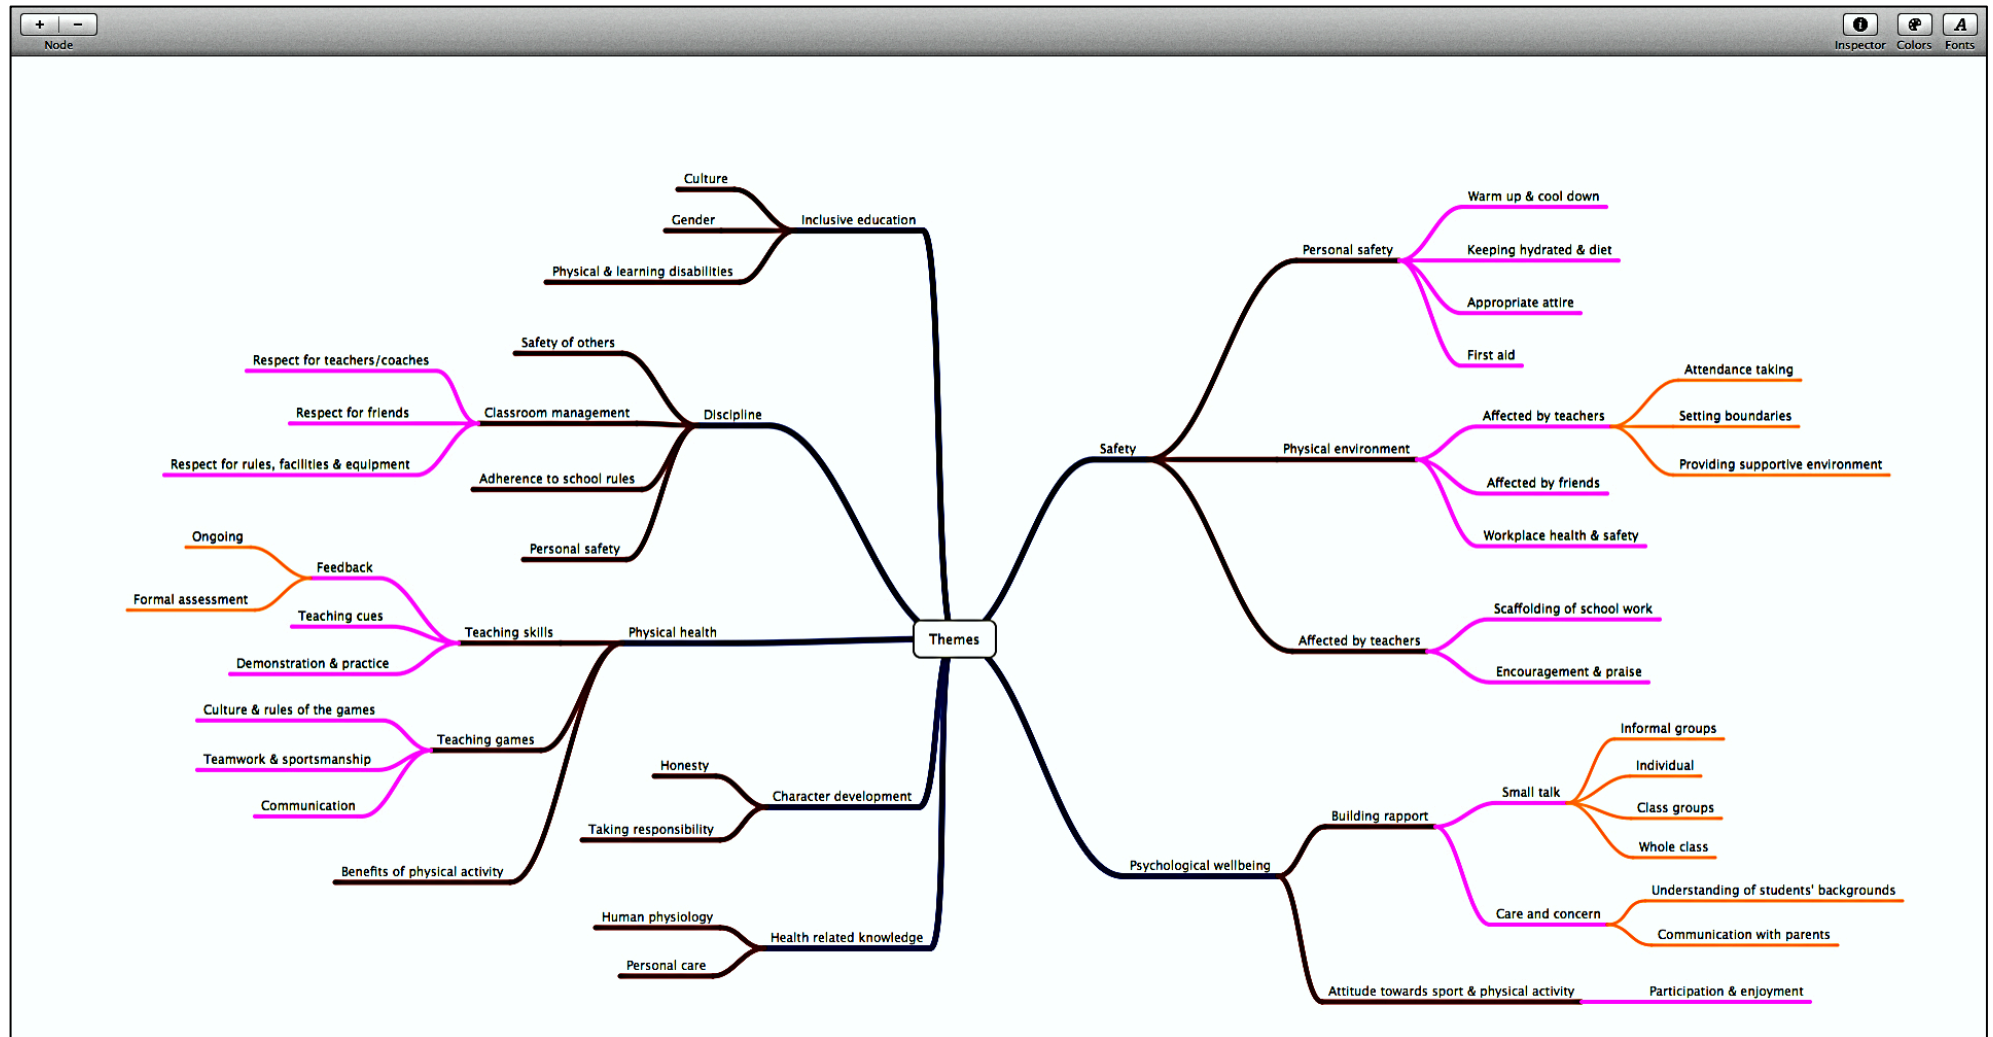 + −
Node
Inspector Colors Fonts
Themes
Inclusive education
Culture
Gender
Physical & learning disabilities
Discipline
Safety of others
Classroom management
Respect for teachers/coaches
Respect for friends
Respect for rules, facilities & equipment
Adherence to school rules
Personal safety
Physical health
Teaching skills
Feedback
Ongoing
Formal assessment
Teaching cues
Demonstration & practice
Teaching games
Culture & rules of the games
Teamwork & sportsmanship
Communication
Benefits of physical activity
Character development
Honesty
Taking responsibility
Health related knowledge
Human physiology
Personal care
Safety
Personal safety
Warm up & cool down
Keeping hydrated & diet
Appropriate attire
First aid
Physical environment
Affected by teachers
Attendance taking
Setting boundaries
Providing supportive environment
Affected by friends
Workplace health & safety
Affected by teachers
Scaffolding of school work
Encouragement & praise
Psychological wellbeing
Building rapport
Small talk
Informal groups
Individual
Class groups
Whole class
Care and concern
Understanding of students' backgrounds
Communication with parents
Attitude towards sport & physical activity
Participation & enjoyment